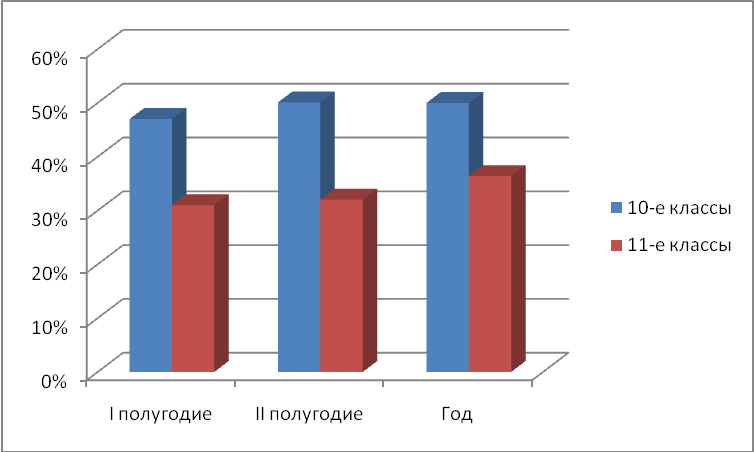 60%
50%
40%
30%
20%
10%
0%
I полугодие
II полугодие
Год
10-е классы
11-е классы